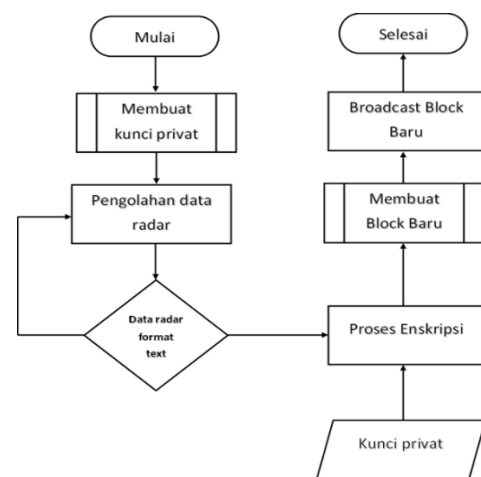 Mulai
Membuat
kunci privat
Pengolahan data
radar
Data radar
format
text
Selesai
Broadcast Block
Baru
Membuat
Block Baru
Proses Enskripsi
Kunci privat